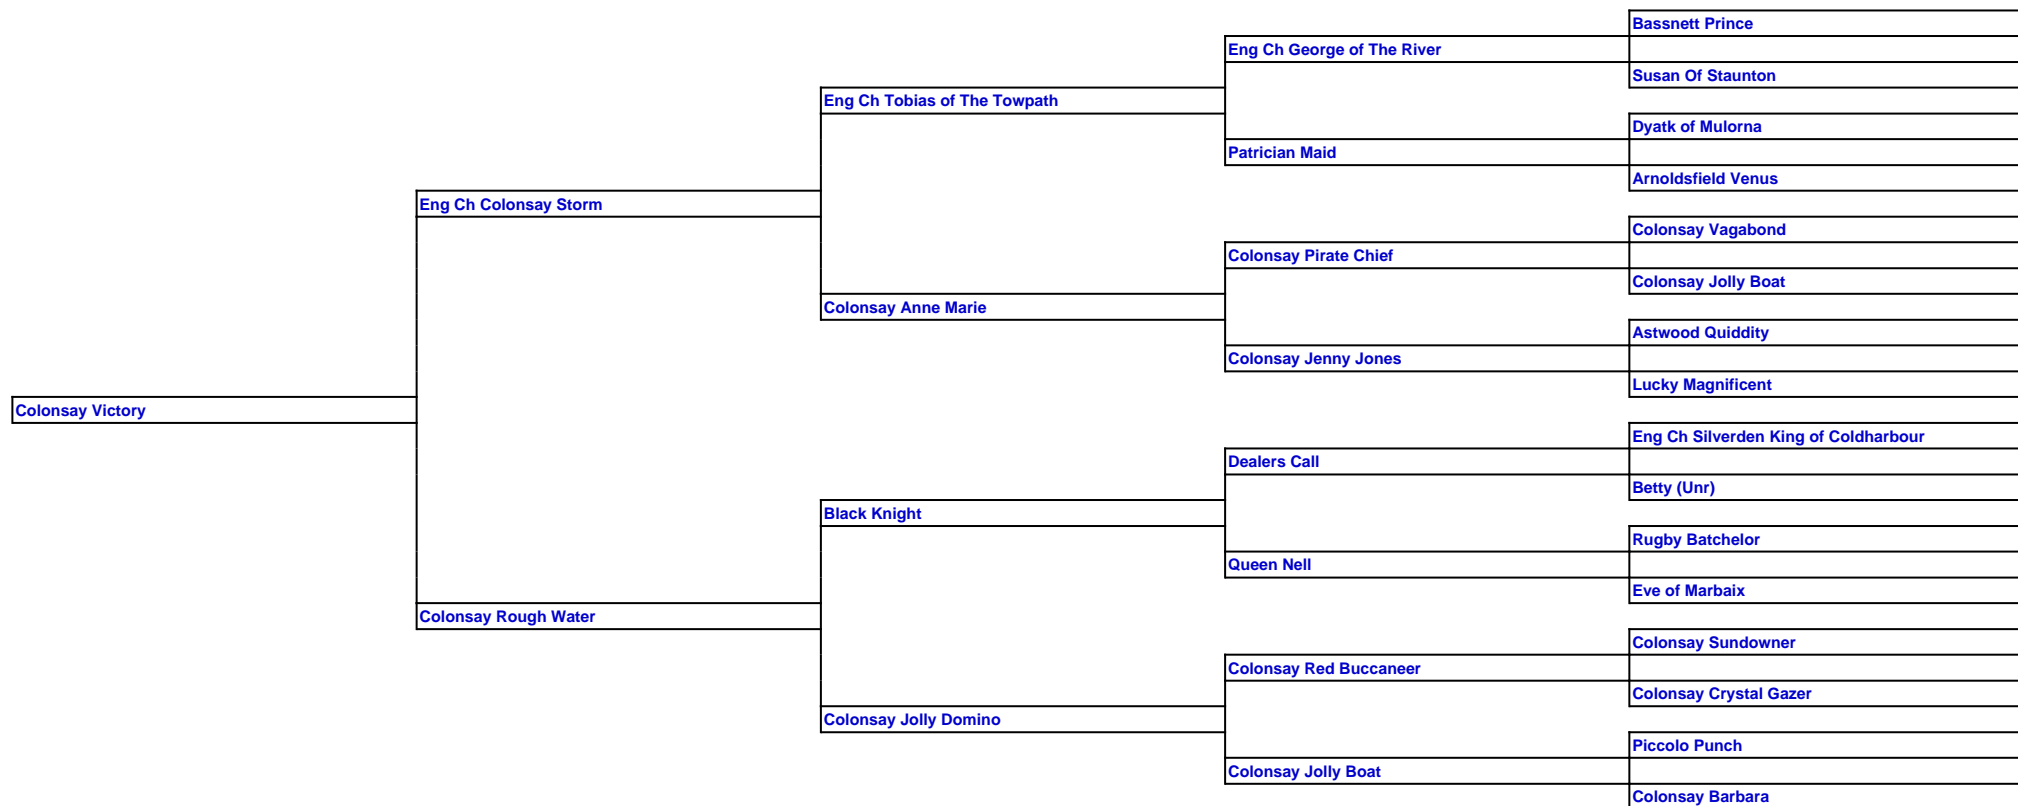 Bassnett Prince
Eng Ch George of The River
Susan Of Staunton
Eng Ch Tobias of The Towpath
Dyatk of Mulorna
Patrician Maid
Arnoldsfield Venus
Eng Ch Colonsay Storm
Colonsay Vagabond
Colonsay Pirate Chief
Colonsay Jolly Boat
Colonsay Anne Marie
Astwood Quiddity
Colonsay Jenny Jones
Lucky Magnificent
Colonsay Victory
Eng Ch Silverden King of Coldharbour
Dealers Call
Betty (Unr)
Black Knight
Rugby Batchelor
Queen Nell
Eve of Marbaix
Colonsay Rough Water
Colonsay Sundowner
Colonsay Red Buccaneer
Colonsay Crystal Gazer
Colonsay Jolly Domino
Piccolo Punch
Colonsay Jolly Boat
Colonsay Barbara